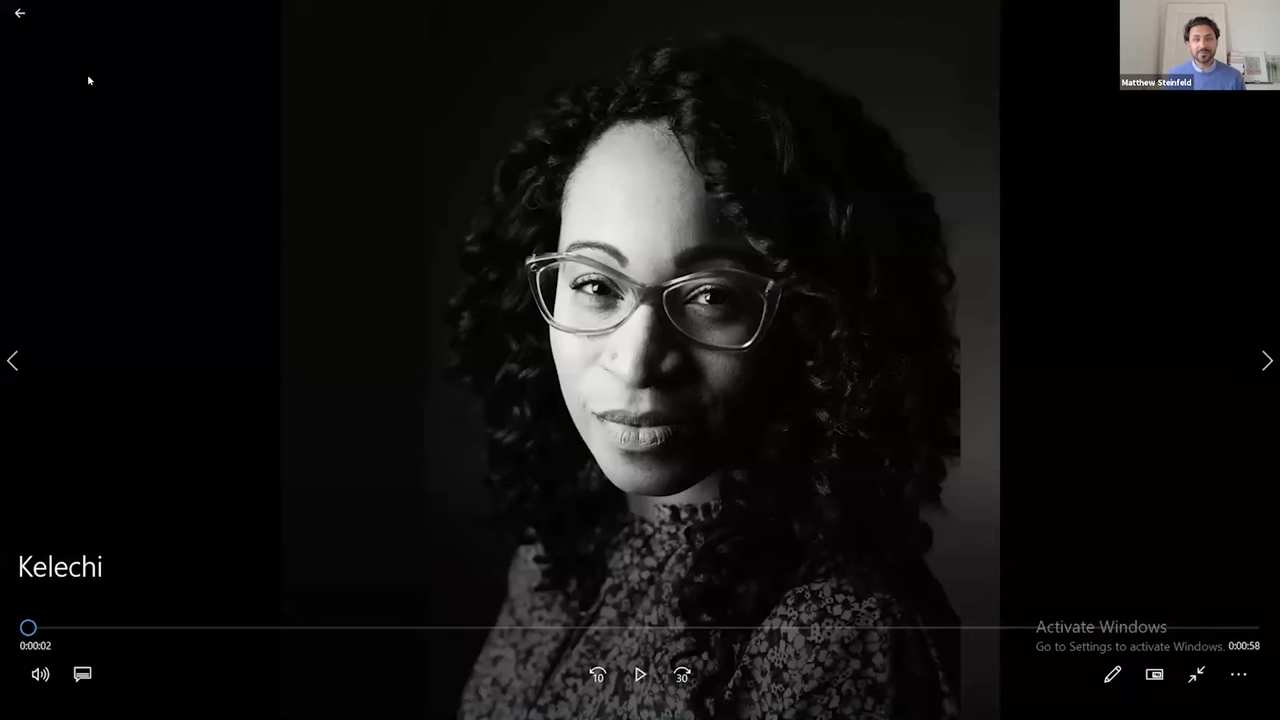 Matthew Steinfeld
Kelechi
Activate Windows
Go to Settings to activate Windows.
0:00:02
0:00:58
10
30